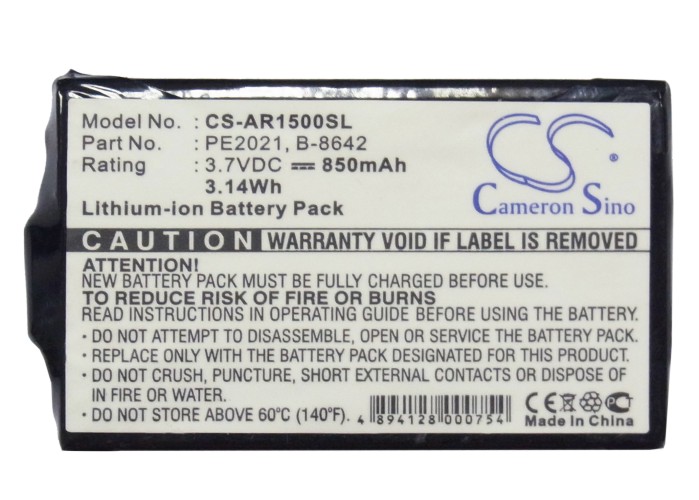 Model No. : CS-AR1500SL
Part No. : PE2021, B-8642
Rating : 3.7VDC ⎓ 850mAh
3.14Wh
Lithium-ion Battery Pack
CS
Cameron Sino
CAUTION WARRANTY VOID IF LABEL IS REMOVED
ATTENTION!
NEW BATTERY PACK MUST BE FULLY CHARGED BEFORE USE.
TO REDUCE RISK OF FIRE OR BURNS
READ INSTRUCTIONS IN OPERATING GUIDE BEFORE USING THE BATTERY.
• DO NOT ATTEMPT TO DISASSEMBLE, OPEN OR SERVICE BATTERY.
• REPLACE ONLY WITH THE BATTERY DESIGNATED FOR THIS PRODUCT.
• DO NOT CRUSH, PUNCTURE, SHORT EXTERNAL CONTACTS OR DISPOSE OF
IN FIRE OR WATER.
• DO NOT STORE ABOVE 60°C (140°F).
4 894128 000754
CE
Made in China